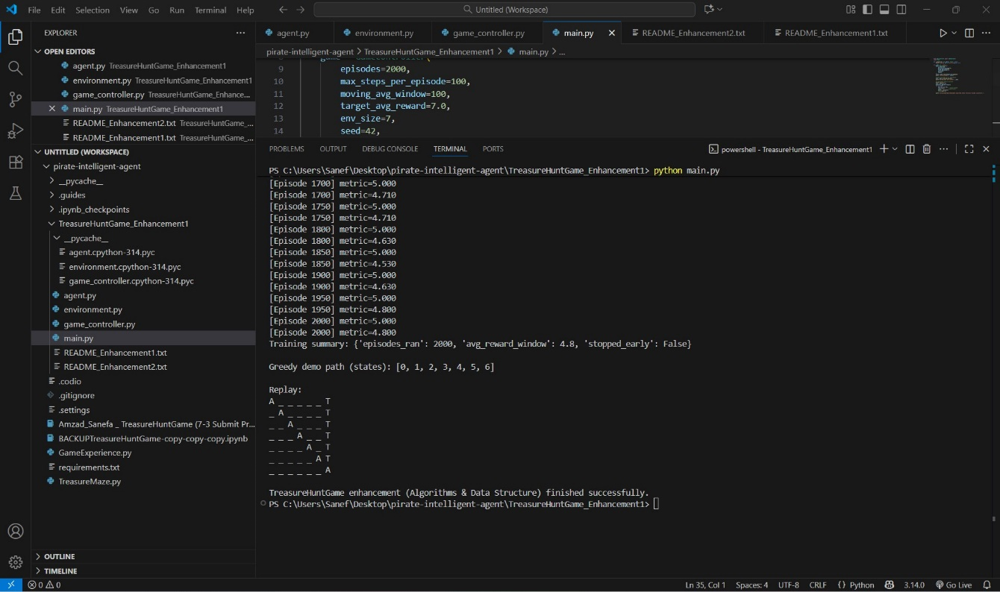 File Edit Selection View Go Run Terminal Help
Untitled (Workspace)
EXPLORER
OPEN EDITORS
agent.py TreasureHuntGame_Enhancement1
environment.py TreasureHuntGame_Enhancement1
game_controller.py TreasureHuntGame_Enhance...
main.py TreasureHuntGame_Enhancement1
README_Enhancement2.txt TreasureHuntGame_...
README_Enhancement1.txt TreasureHuntGame_...
UNTITLED (WORKSPACE)
pirate-intelligent-agent
__pycache__
.guides
.ipynb_checkpoints
TreasureHuntGame_Enhancement1
__pycache__
agent.cpython-314.pyc
environment.cpython-314.pyc
game_controller.cpython-314.pyc
agent.py
environment.py
game_controller.py
main.py
README_Enhancement1.txt
README_Enhancement2.txt
.codio
.gitignore
.settings
Amzad_Sanefa _ TreasureHuntGame (7-3 Submit Pr...
BACKUPTreasureHuntGame-copy-copy-copy.ipynb
GameExperience.py
requirements.txt
TreasureMaze.py
OUTLINE
TIMELINE
agent.py environment.py game_controller.py main.py README_Enhancement2.txt README_Enhancement1.txt
pirate-intelligent-agent > TreasureHuntGame_Enhancement1 > main.py > ...
9 episodes=2000,
10 max_steps_per_episode=100,
11 moving_avg_window=100,
12 target_avg_reward=7.0,
13 env_size=7,
14 seed=42,
PROBLEMS OUTPUT DEBUG CONSOLE TERMINAL PORTS
powershell - TreasureHuntGame_Enhancement1
PS C:\Users\Sanef\Desktop\pirate-intelligent-agent\TreasureHuntGame_Enhancement1> python main.py
[Episode 1700] metric=5.000
[Episode 1700] metric=4.710
[Episode 1750] metric=5.000
[Episode 1750] metric=4.710
[Episode 1800] metric=5.000
[Episode 1800] metric=4.630
[Episode 1850] metric=5.000
[Episode 1850] metric=4.530
[Episode 1900] metric=5.000
[Episode 1900] metric=4.630
[Episode 1950] metric=5.000
[Episode 1950] metric=4.800
[Episode 2000] metric=5.000
[Episode 2000] metric=4.800
Training summary: {'episodes_ran': 2000, 'avg_reward_window': 4.8, 'stopped_early': False}
Greedy demo path (states): [0, 1, 2, 3, 4, 5, 6]
Replay:
A _ _ _ _ _ T
_ A _ _ _ _ T
_ _ A _ _ _ T
_ _ _ A _ _ T
_ _ _ _ A _ T
_ _ _ _ _ A T
_ _ _ _ _ _ A
TreasureHuntGame enhancement (Algorithms & Data Structure) finished successfully.
PS C:\Users\Sanef\Desktop\pirate-intelligent-agent\TreasureHuntGame_Enhancement1>
0 0 Ln 35, Col 1 Spaces: 4 UTF-8 CRLF {} Python 3.14.0 Go Live